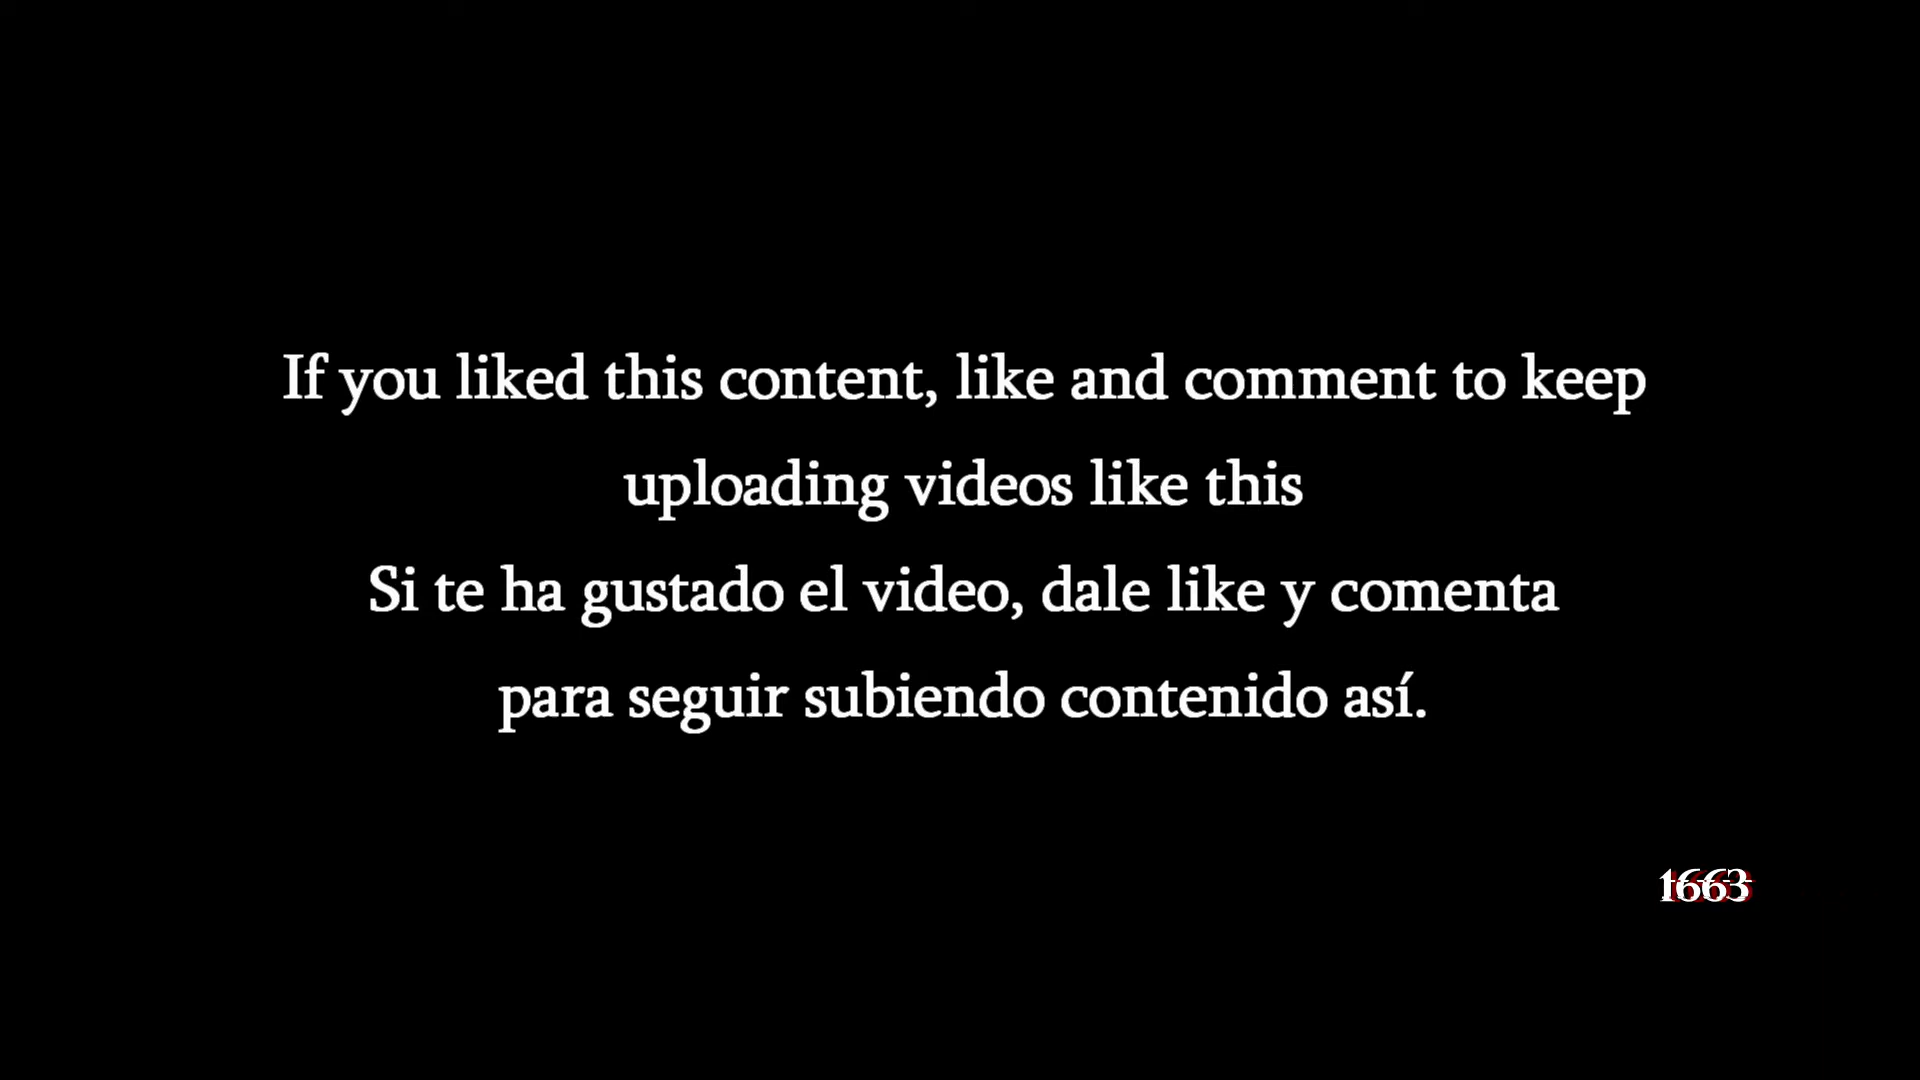 If you liked this content, like and comment to keep
uploading videos like this
Si te ha gustado el video, dale like y comenta
para seguir subiendo contenido así.
1663